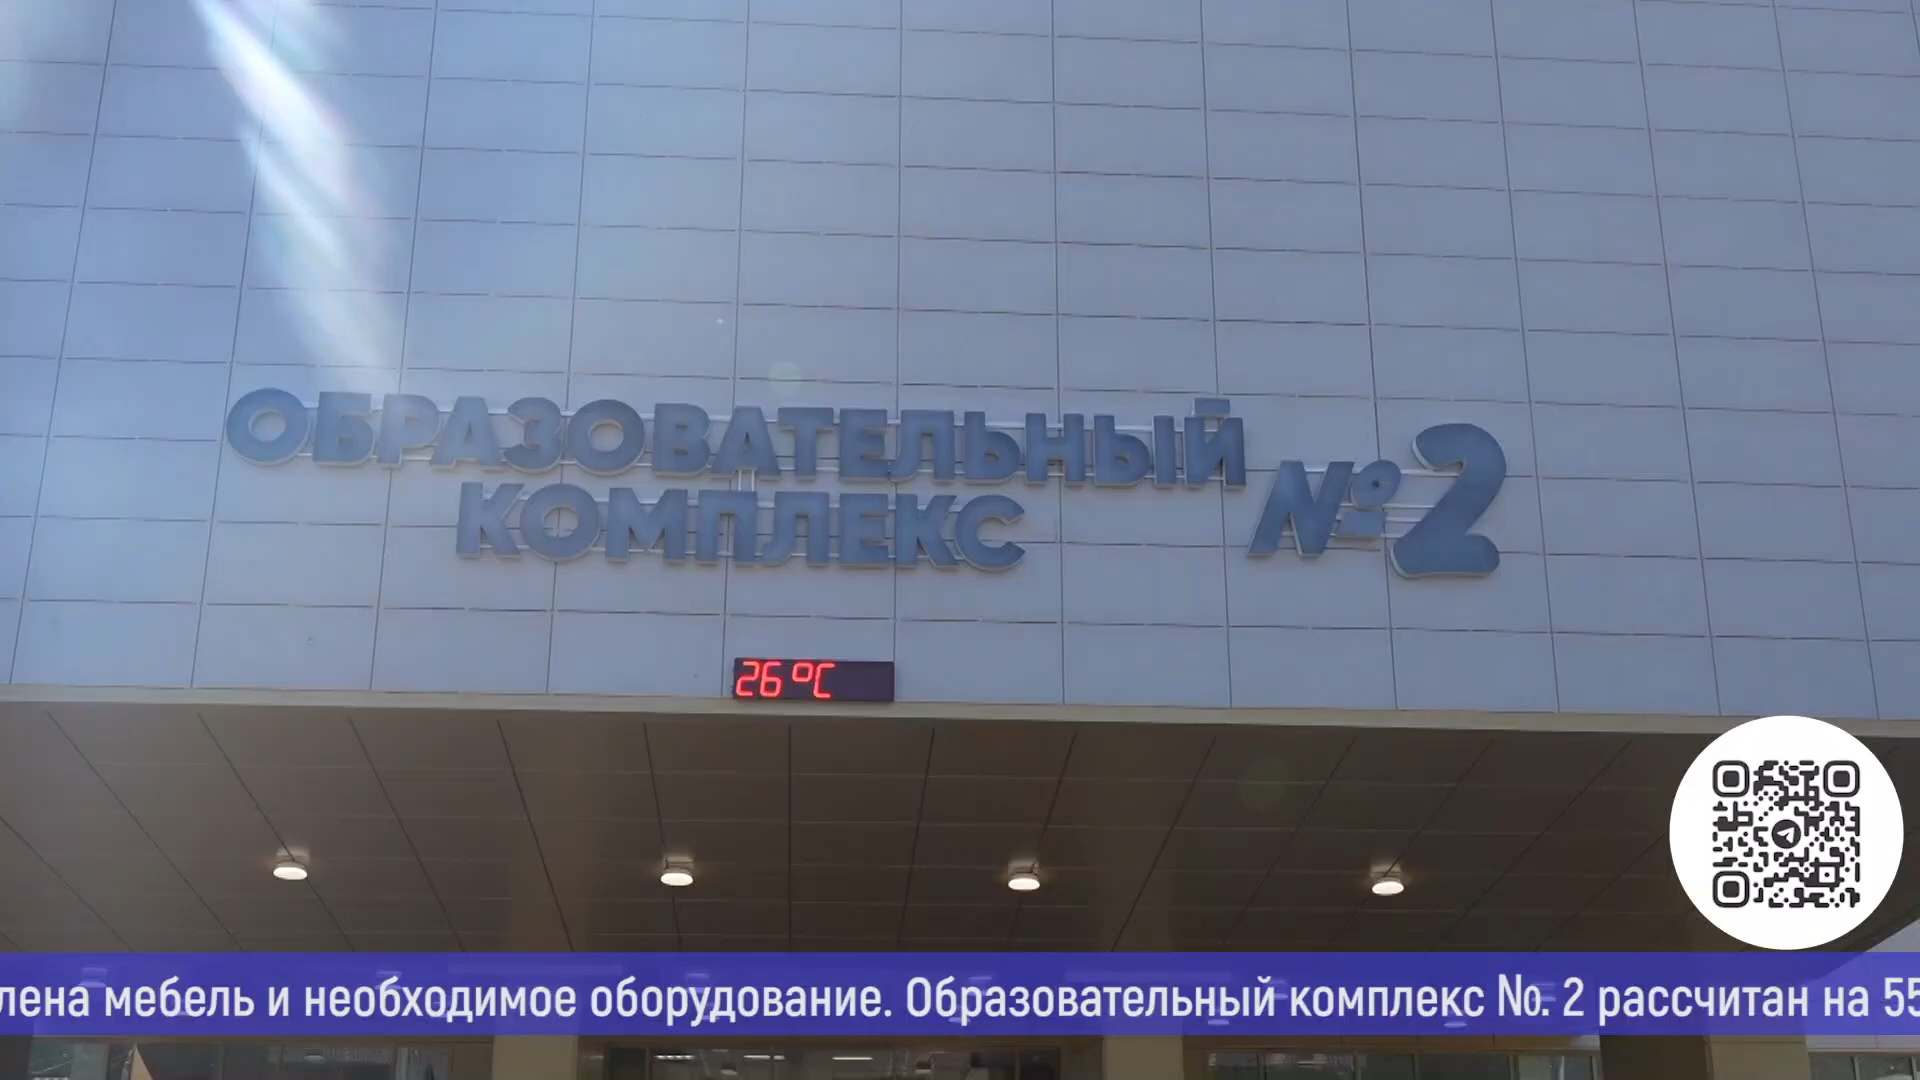 ОБРАЗОВАТЕЛЬНЫЙ
КОМПЛЕКС №2
26°C
лена мебель и необходимое оборудование. Образовательный комплекс №. 2 рассчитан на 55